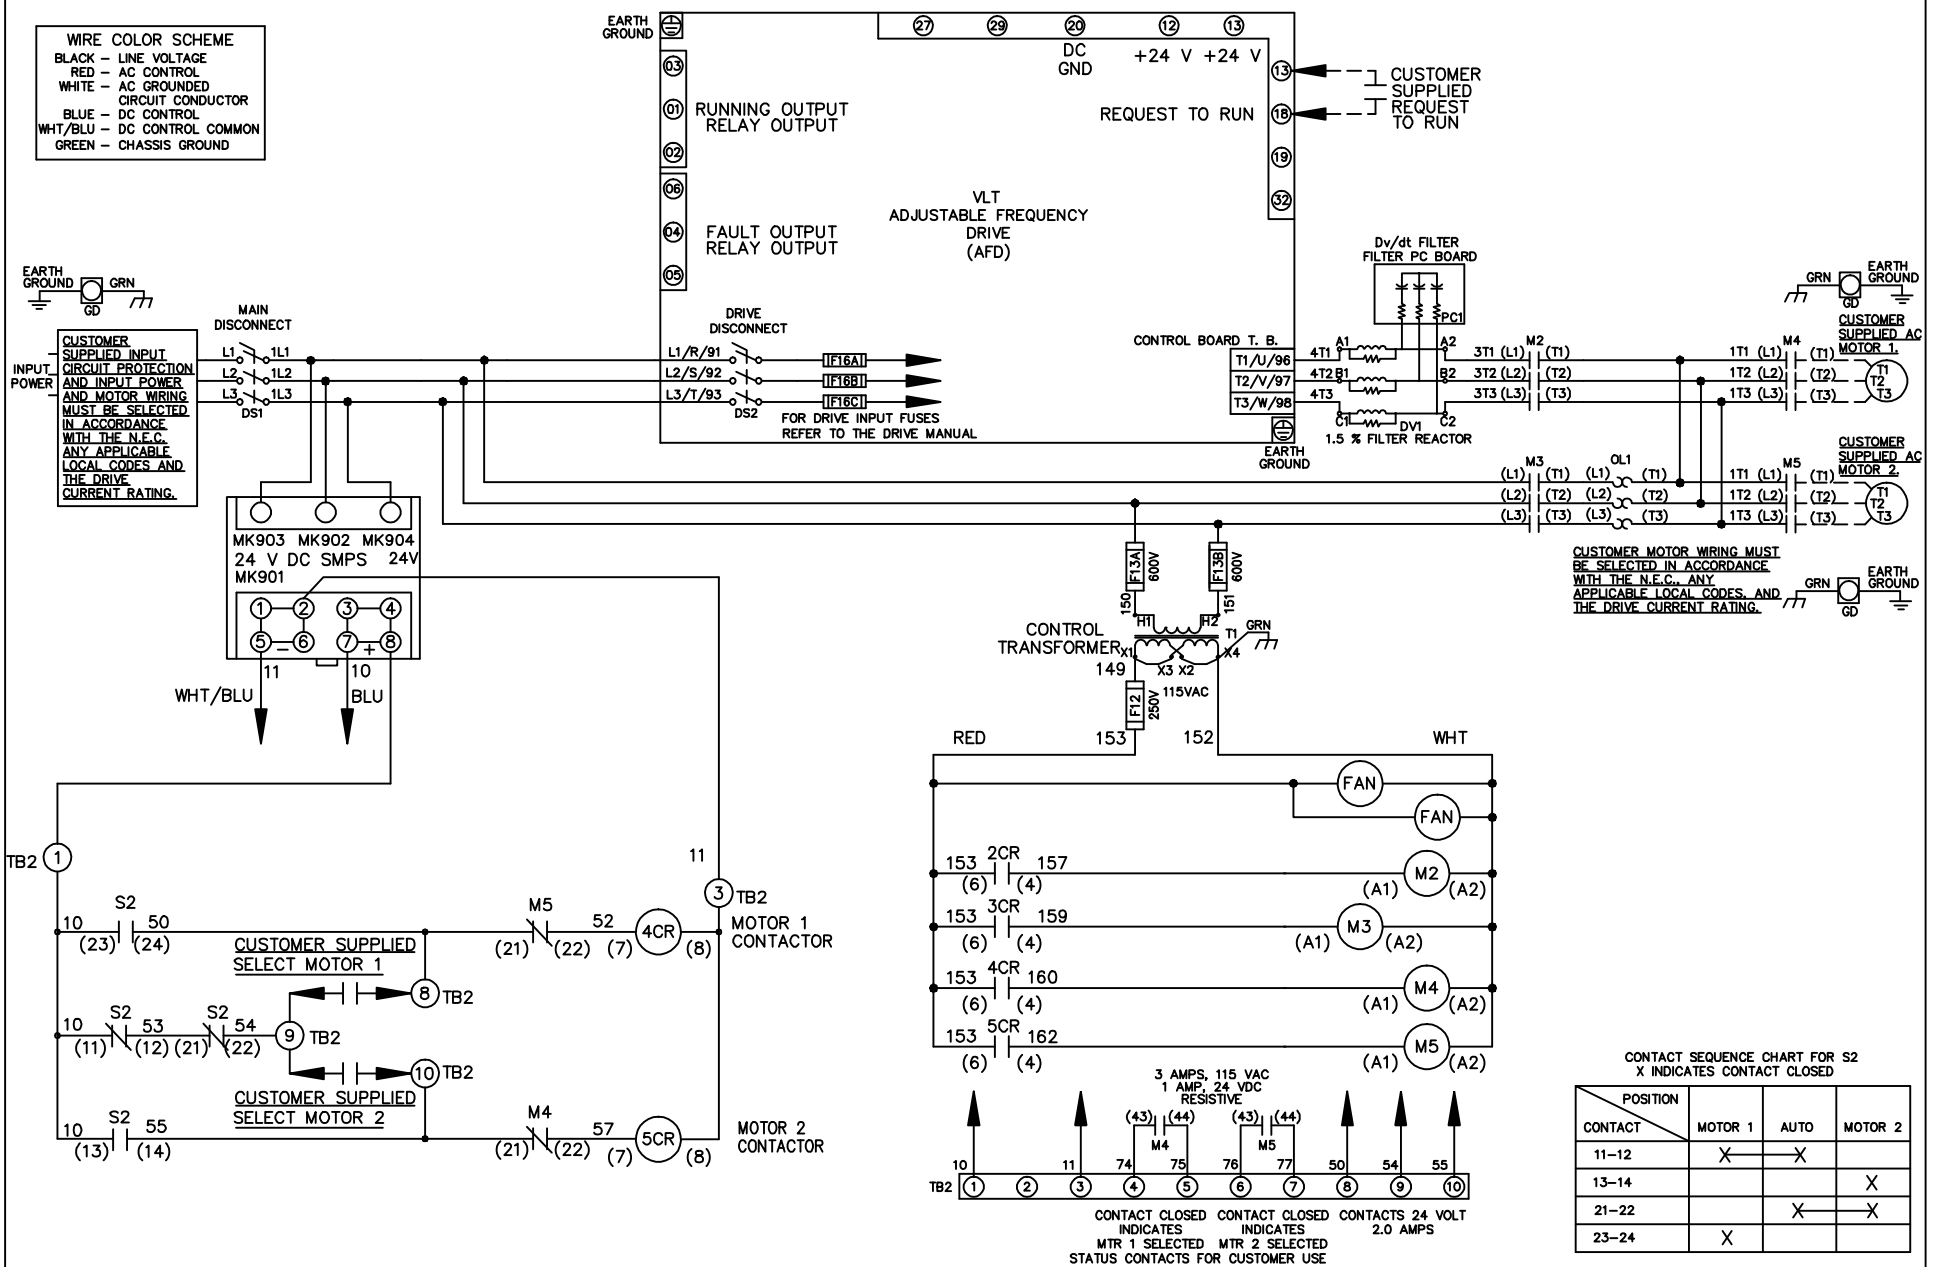 WIRE COLOR SCHEME
BLACK – LINE VOLTAGE
RED – AC CONTROL
WHITE – AC GROUNDED
CIRCUIT CONDUCTOR
BLUE – DC CONTROL
WHT/BLU – DC CONTROL COMMON
GREEN – CHASSIS GROUND
EARTH
GROUND
27 29 20 12 13
DC
GND
+24 V +24 V
03
01
02
RUNNING OUTPUT
RELAY OUTPUT
06
04
05
FAULT OUTPUT
RELAY OUTPUT
VLT
ADJUSTABLE FREQUENCY
DRIVE
(AFD)
REQUEST TO RUN
13
18
19
32
CUSTOMER
SUPPLIED
REQUEST
TO RUN
EARTH
GROUND
GRN
GD
INPUT
POWER
CUSTOMER
SUPPLIED INPUT
CIRCUIT PROTECTION
AND INPUT POWER
AND MOTOR WIRING
MUST BE SELECTED
IN ACCORDANCE
WITH THE N.E.C.
ANY APPLICABLE
LOCAL CODES AND
THE DRIVE
CURRENT RATING.
MAIN
DISCONNECT
L1 1L1
L2 1L2
L3 1L3
DS1
DRIVE
DISCONNECT
L1/R/91 F16A
L2/S/92 F16B
L3/T/93 F16C
DS2
FOR DRIVE INPUT FUSES
REFER TO THE DRIVE MANUAL
CONTROL BOARD T. B.
T1/U/96
T2/V/97
T3/W/98
EARTH
GROUND
Dv/dt FILTER
FILTER PC BOARD
PC1
4T1 A1 A2
4T2 B1 B2
4T3 C1 C2
DV1
1.5 % FILTER REACTOR
M2
3T1 (L1) (T1)
3T2 (L2) (T2)
3T3 (L3) (T3)
M4
1T1 (L1) (T1)
1T2 (L2) (T2)
1T3 (L3) (T3)
T1
T2
T3
GRN
GD
EARTH
GROUND
CUSTOMER
SUPPLIED AC
MOTOR 1.
M3
(L1) (T1)
(L2) (T2)
(L3) (T3)
OL1
(L1) (T1)
(L2) (T2)
(L3) (T3)
M5
1T1 (L1) (T1)
1T2 (L2) (T2)
1T3 (L3) (T3)
T1
T2
T3
CUSTOMER
SUPPLIED AC
MOTOR 2.
CUSTOMER MOTOR WIRING MUST
BE SELECTED IN ACCORDANCE
WITH THE N.E.C., ANY
APPLICABLE LOCAL CODES, AND
THE DRIVE CURRENT RATING.
GRN
GD
EARTH
GROUND
MK903 MK902 MK904
24 V DC SMPS 24V
MK901
1 2 3 4
5 – 6 7 + 8
11
10
WHT/BLU
BLU
F13A
600V
F13B
600V
150
151
H1 H2
CONTROL
TRANSFORMER
T1
GRN
X1 X3 X2 X4
149
F12
250V
115VAC
153 152
RED WHT
FAN
FAN
153 2CR 157
(6) (4)
M2
(A1) (A2)
153 3CR 159
(6) (4)
M3
(A1) (A2)
153 4CR 160
(6) (4)
M4
(A1) (A2)
153 5CR 162
(6) (4)
M5
(A1) (A2)
TB2 1
11
3 TB2
10 S2 50
(23) (24)
M5
(21) (22)
52
(7) 4CR (8)
MOTOR 1
CONTACTOR
CUSTOMER SUPPLIED
SELECT MOTOR 1
8 TB2
10 S2 53 S2 54
(11) (12) (21) (22)
9 TB2
10 TB2
CUSTOMER SUPPLIED
SELECT MOTOR 2
10 S2 55
(13) (14)
M4
(21) (22)
57
(7) 5CR (8)
MOTOR 2
CONTACTOR
3 AMPS, 115 VAC
1 AMP, 24 VDC
RESISTIVE
(43) (44)
M4
(43) (44)
M5
10 11 74 75 76 77 50 54 55
TB2 1 2 3 4 5 6 7 8 9 10
CONTACT CLOSED
INDICATES
MTR 1 SELECTED
CONTACT CLOSED
INDICATES
MTR 2 SELECTED
CONTACTS 24 VOLT
2.0 AMPS
STATUS CONTACTS FOR CUSTOMER USE
CONTACT SEQUENCE CHART FOR S2
X INDICATES CONTACT CLOSED
POSITION
CONTACT MOTOR 1 AUTO MOTOR 2
11–12 X X
13–14 X
21–22 X X
23–24 X